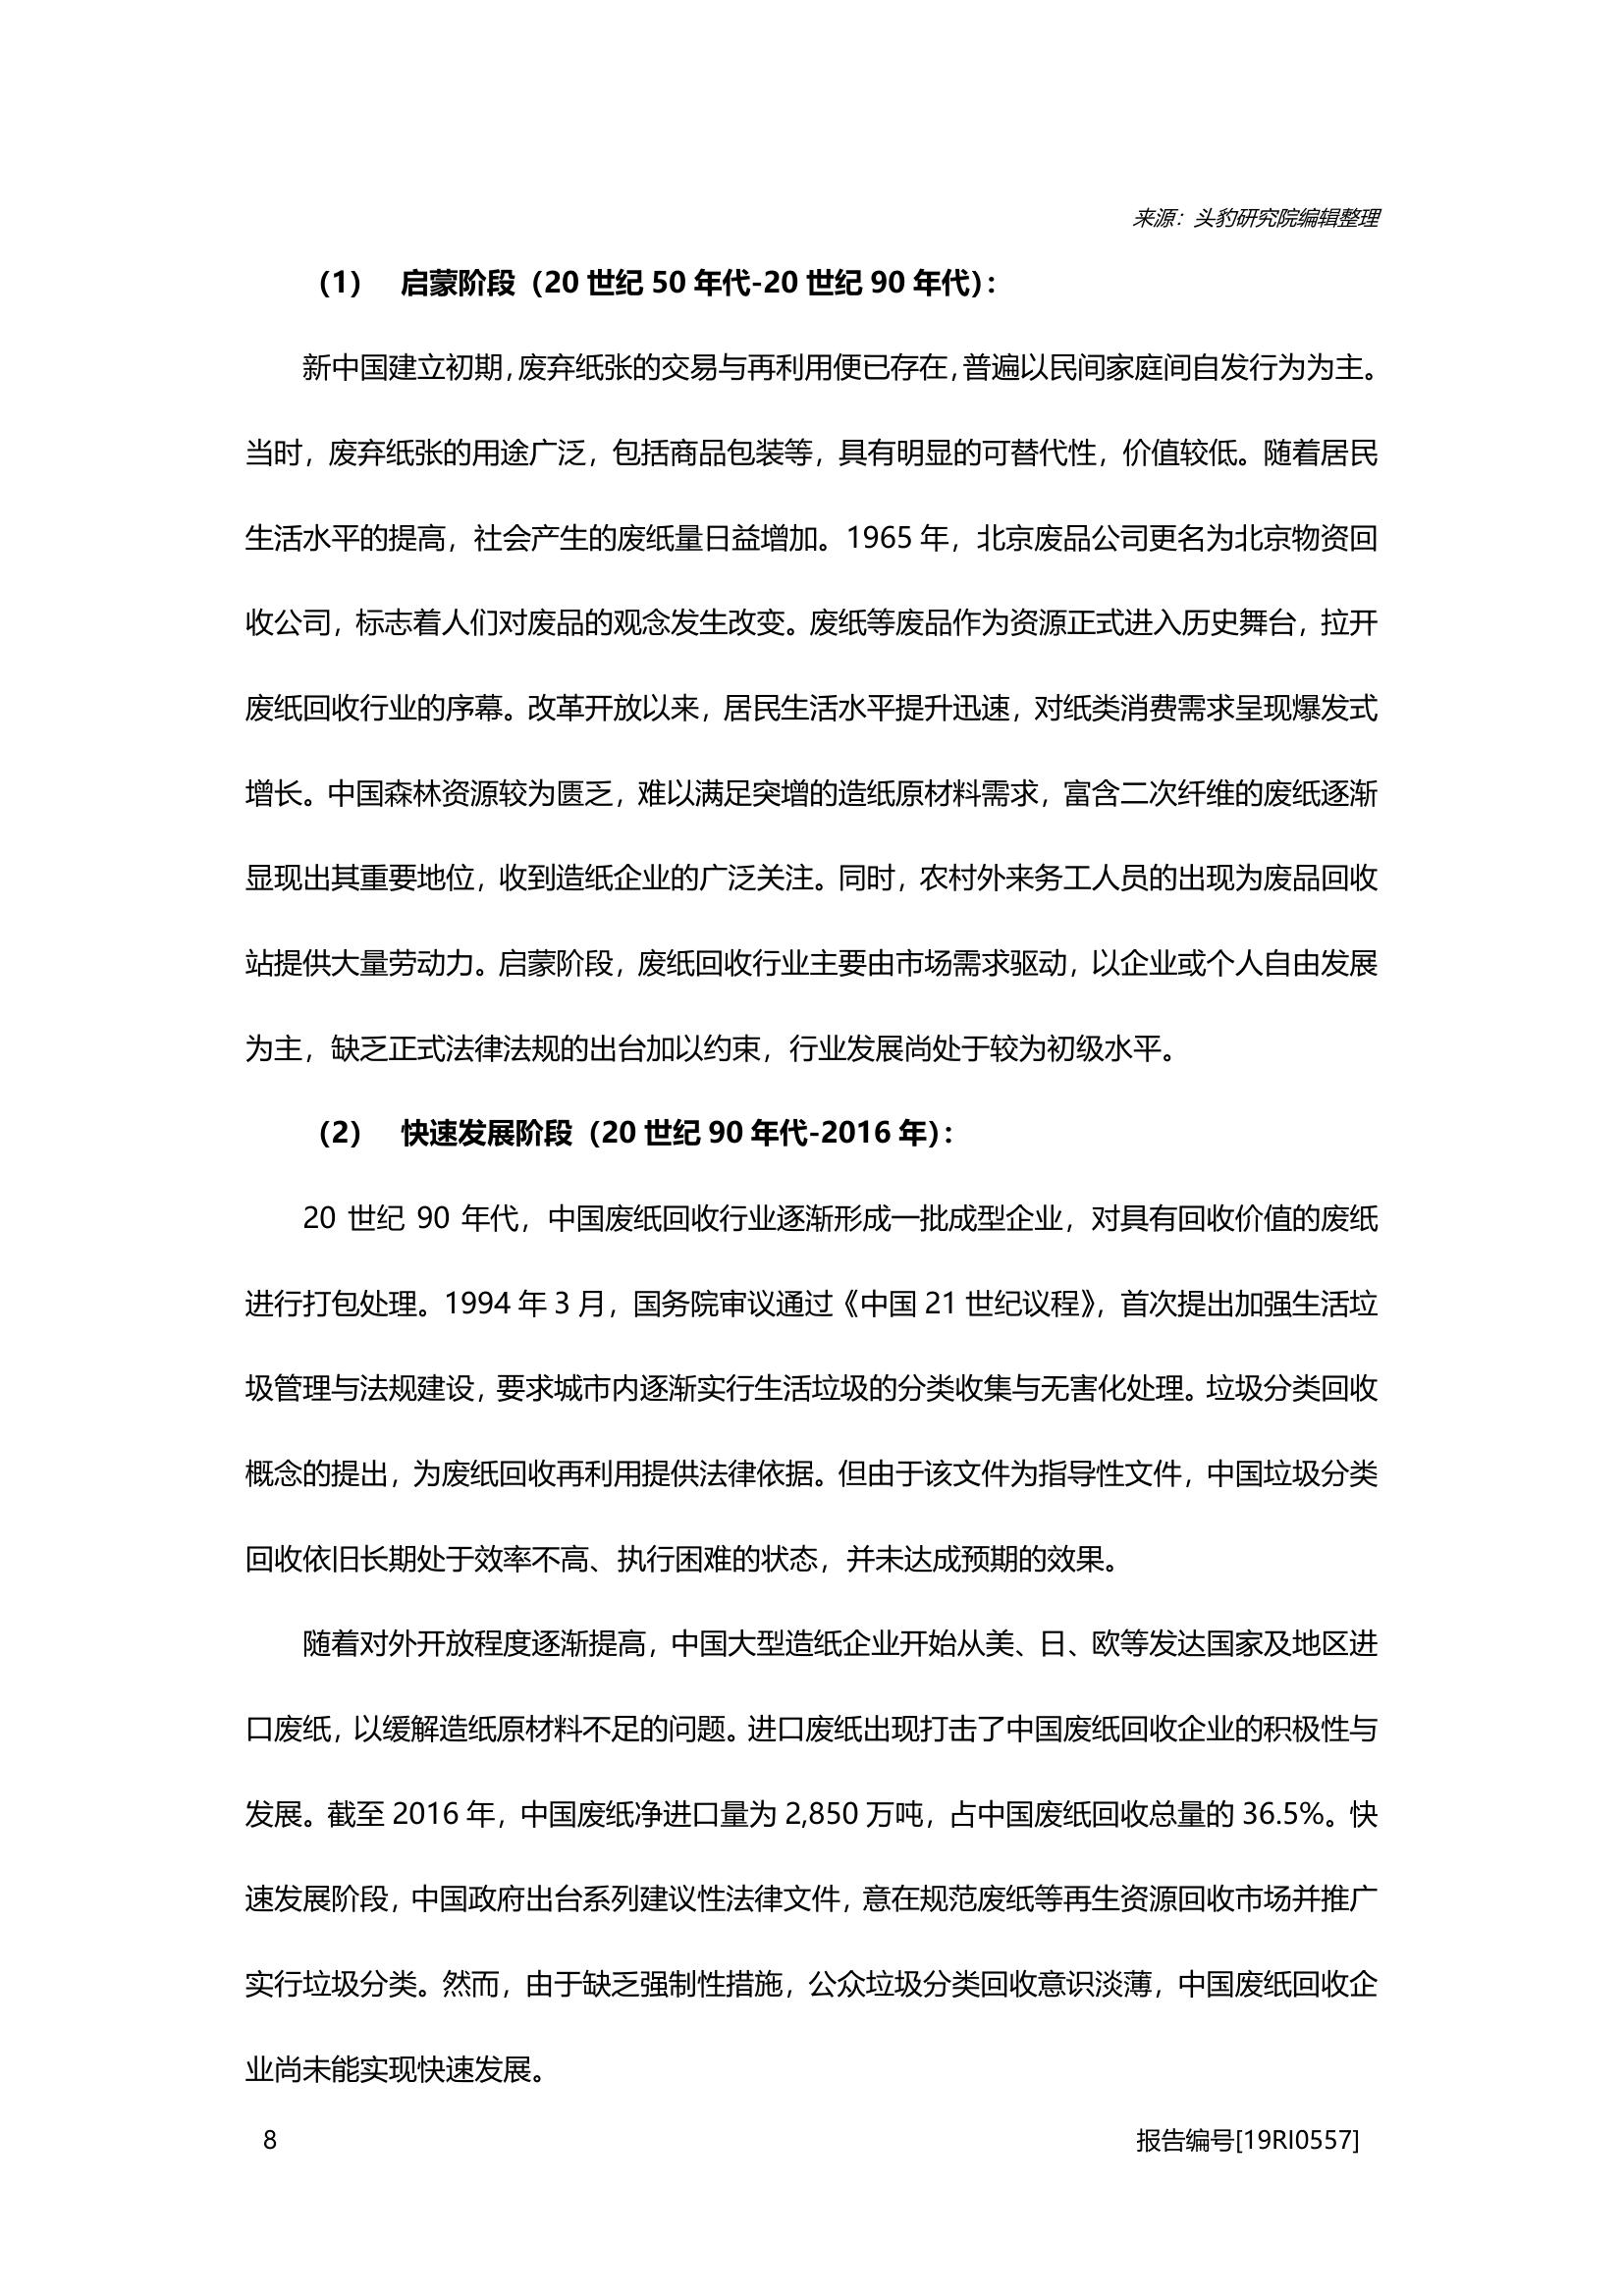 来源：头豹研究院编辑整理
（1） 启蒙阶段（20 世纪 50 年代-20 世纪 90 年代）：
新中国建立初期，废弃纸张的交易与再利用便已存在，普遍以民间家庭间自发行为为主。
当时，废弃纸张的用途广泛，包括商品包装等，具有明显的可替代性，价值较低。随着居民
生活水平的提高，社会产生的废纸量日益增加。1965 年，北京废品公司更名为北京物资回
收公司，标志着人们对废品的观念发生改变。废纸等废品作为资源正式进入历史舞台，拉开
废纸回收行业的序幕。改革开放以来，居民生活水平提升迅速，对纸类消费需求呈现爆发式
增长。中国森林资源较为匮乏，难以满足突增的造纸原材料需求，富含二次纤维的废纸逐渐
显现出其重要地位，收到造纸企业的广泛关注。同时，农村外来务工人员的出现为废品回收
站提供大量劳动力。启蒙阶段，废纸回收行业主要由市场需求驱动，以企业或个人自由发展
为主，缺乏正式法律法规的出台加以约束，行业发展尚处于较为初级水平。
（2） 快速发展阶段（20 世纪 90 年代-2016 年）：
20 世纪 90 年代，中国废纸回收行业逐渐形成一批成型企业，对具有回收价值的废纸
进行打包处理。1994 年 3 月，国务院审议通过《中国 21 世纪议程》，首次提出加强生活垃
圾管理与法规建设，要求城市内逐渐实行生活垃圾的分类收集与无害化处理。垃圾分类回收
概念的提出，为废纸回收再利用提供法律依据。但由于该文件为指导性文件，中国垃圾分类
回收依旧长期处于效率不高、执行困难的状态，并未达成预期的效果。
随着对外开放程度逐渐提高，中国大型造纸企业开始从美、日、欧等发达国家及地区进
口废纸，以缓解造纸原材料不足的问题。进口废纸出现打击了中国废纸回收企业的积极性与
发展。截至 2016 年，中国废纸净进口量为 2,850 万吨，占中国废纸回收总量的 36.5%。快
速发展阶段，中国政府出台系列建议性法律文件，意在规范废纸等再生资源回收市场并推广
实行垃圾分类。然而，由于缺乏强制性措施，公众垃圾分类回收意识淡薄，中国废纸回收企
业尚未能实现快速发展。
8 报告编号[19RI0557]